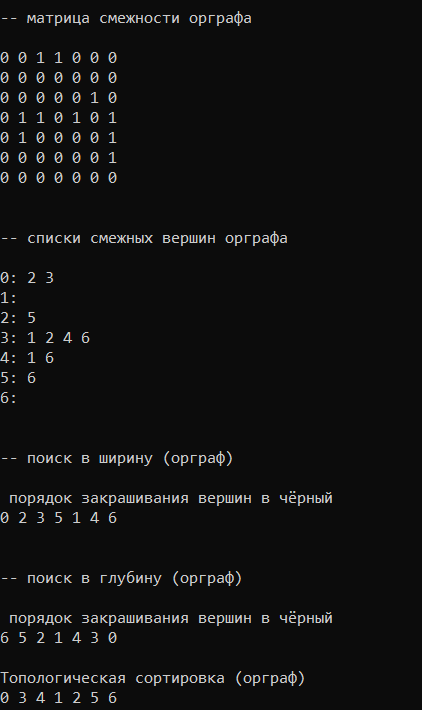 -- матрица смежности орграфа
0 0 1 1 0 0 0
0 0 0 0 0 0 0
0 0 0 0 0 1 0
0 1 1 0 1 0 1
0 1 0 0 0 0 1
0 0 0 0 0 0 1
0 0 0 0 0 0 0
-- списки смежных вершин орграфа
0: 2 3
1:
2: 5
3: 1 2 4 6
4: 1 6
5: 6
6:
-- поиск в ширину (орграф)
порядок закрашивания вершин в чёрный
0 2 3 5 1 4 6
-- поиск в глубину (орграф)
порядок закрашивания вершин в чёрный
6 5 2 1 4 3 0
Топологическая сортировка (орграф)
0 3 4 1 2 5 6